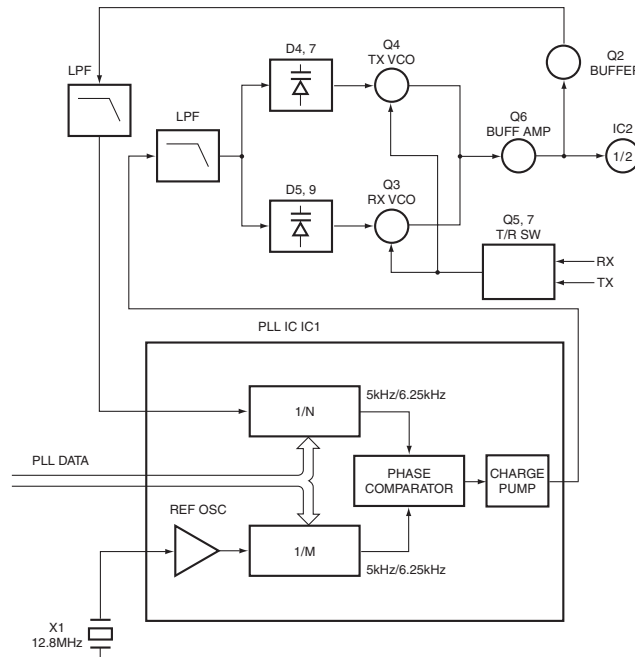 Q4
TX VCO
Q2
BUFFER
D4, 7
LPF
LPF
Q6
BUFF AMP
IC2
1/2
D5, 9
Q3
RX VCO
Q5, 7
T/R SW
RX
TX
PLL IC IC1
5kHz/6.25kHz
1/N
PLL DATA
PHASE
COMPARATOR
CHARGE
PUMP
REF OSC
1/M
5kHz/6.25kHz
X1
12.8MHz